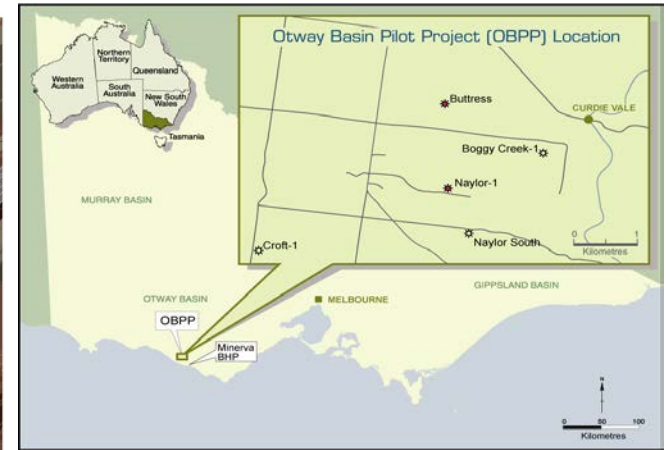 Otway Basin Pilot Project (OBPP) Location
Northern
Territory
Queensland
Western
Australia
South
Australia
New South
Wales
Tasmania
Buttress
CURDIE VALE
Boggy Creek-1
Naylor-1
Croft-1
Naylor South
0 1
Kilometres
MURRAY BASIN
OTWAY BASIN
MELBOURNE
GIPPSLAND BASIN
OBPP
Minerva
BHP
N
0 50 100
Kilometres